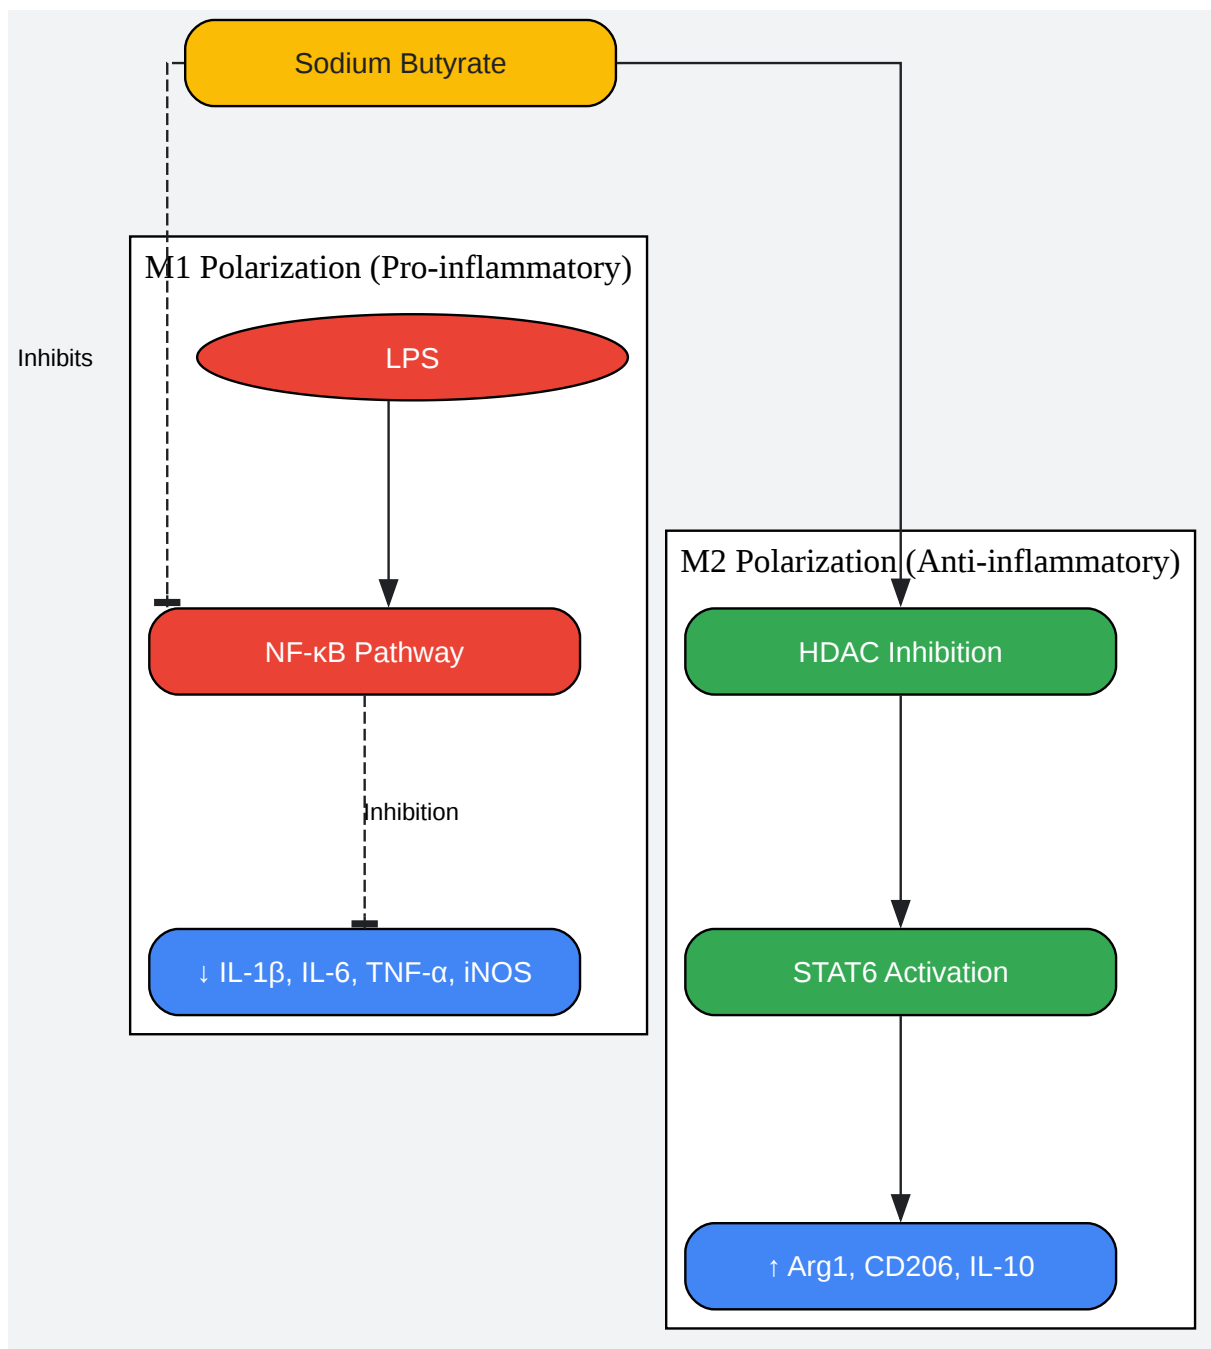 Sodium Butyrate
M1 Polarization (Pro-inflammatory)
LPS
Inhibits
NF-κB Pathway
Inhibition
↓ IL-1β, IL-6, TNF-α, iNOS
M2 Polarization (Anti-inflammatory)
HDAC Inhibition
STAT6 Activation
↑ Arg1, CD206, IL-10